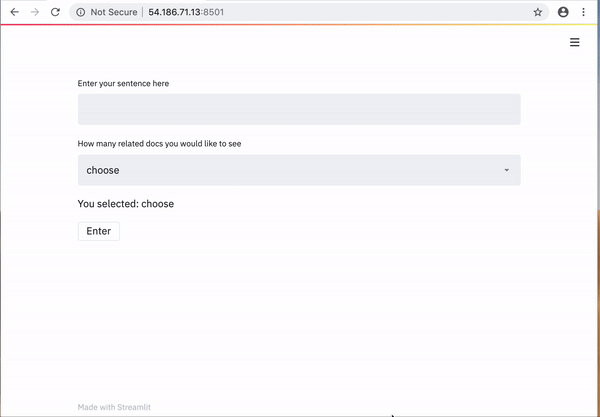 Not Secure | 54.186.71.13:8501
Enter your sentence here
How many related docs you would like to see
choose
You selected: choose
Enter
Made with Streamlit